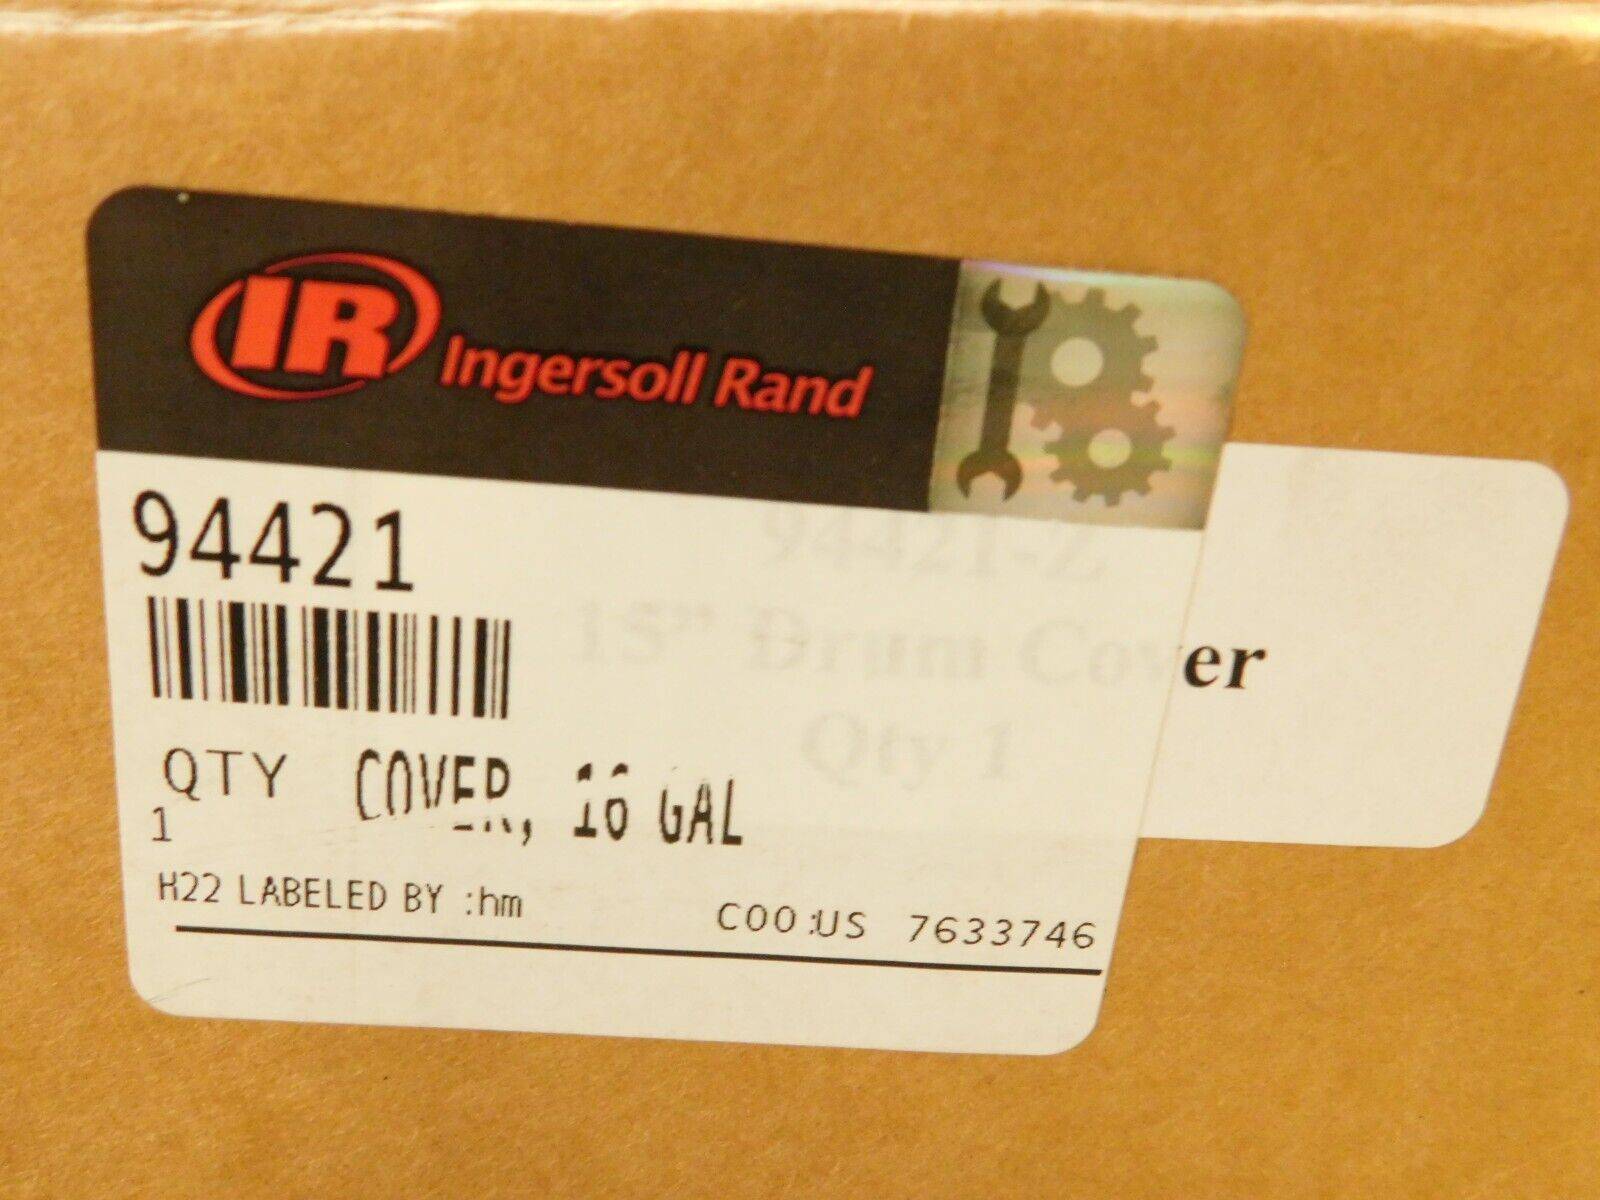 IR Ingersoll Rand
94421
94421-Z
15” Drum Cover
Qty 1
QTY COVER, 16 GAL
1
H22 LABELED BY :hm
COO:US 7633746